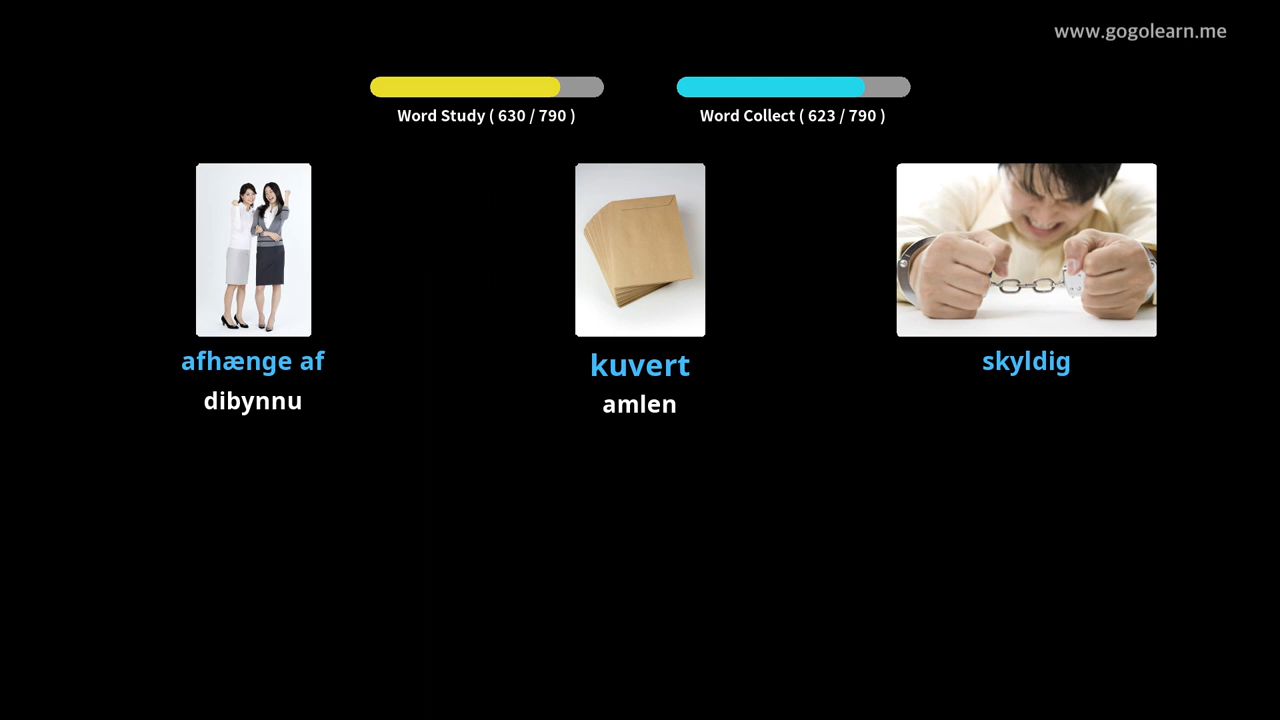 www.gogolearn.me
Word Study ( 630 / 790 )
Word Collect ( 623 / 790 )
afhænge af
dibynnu
kuvert
amlen
skyldig